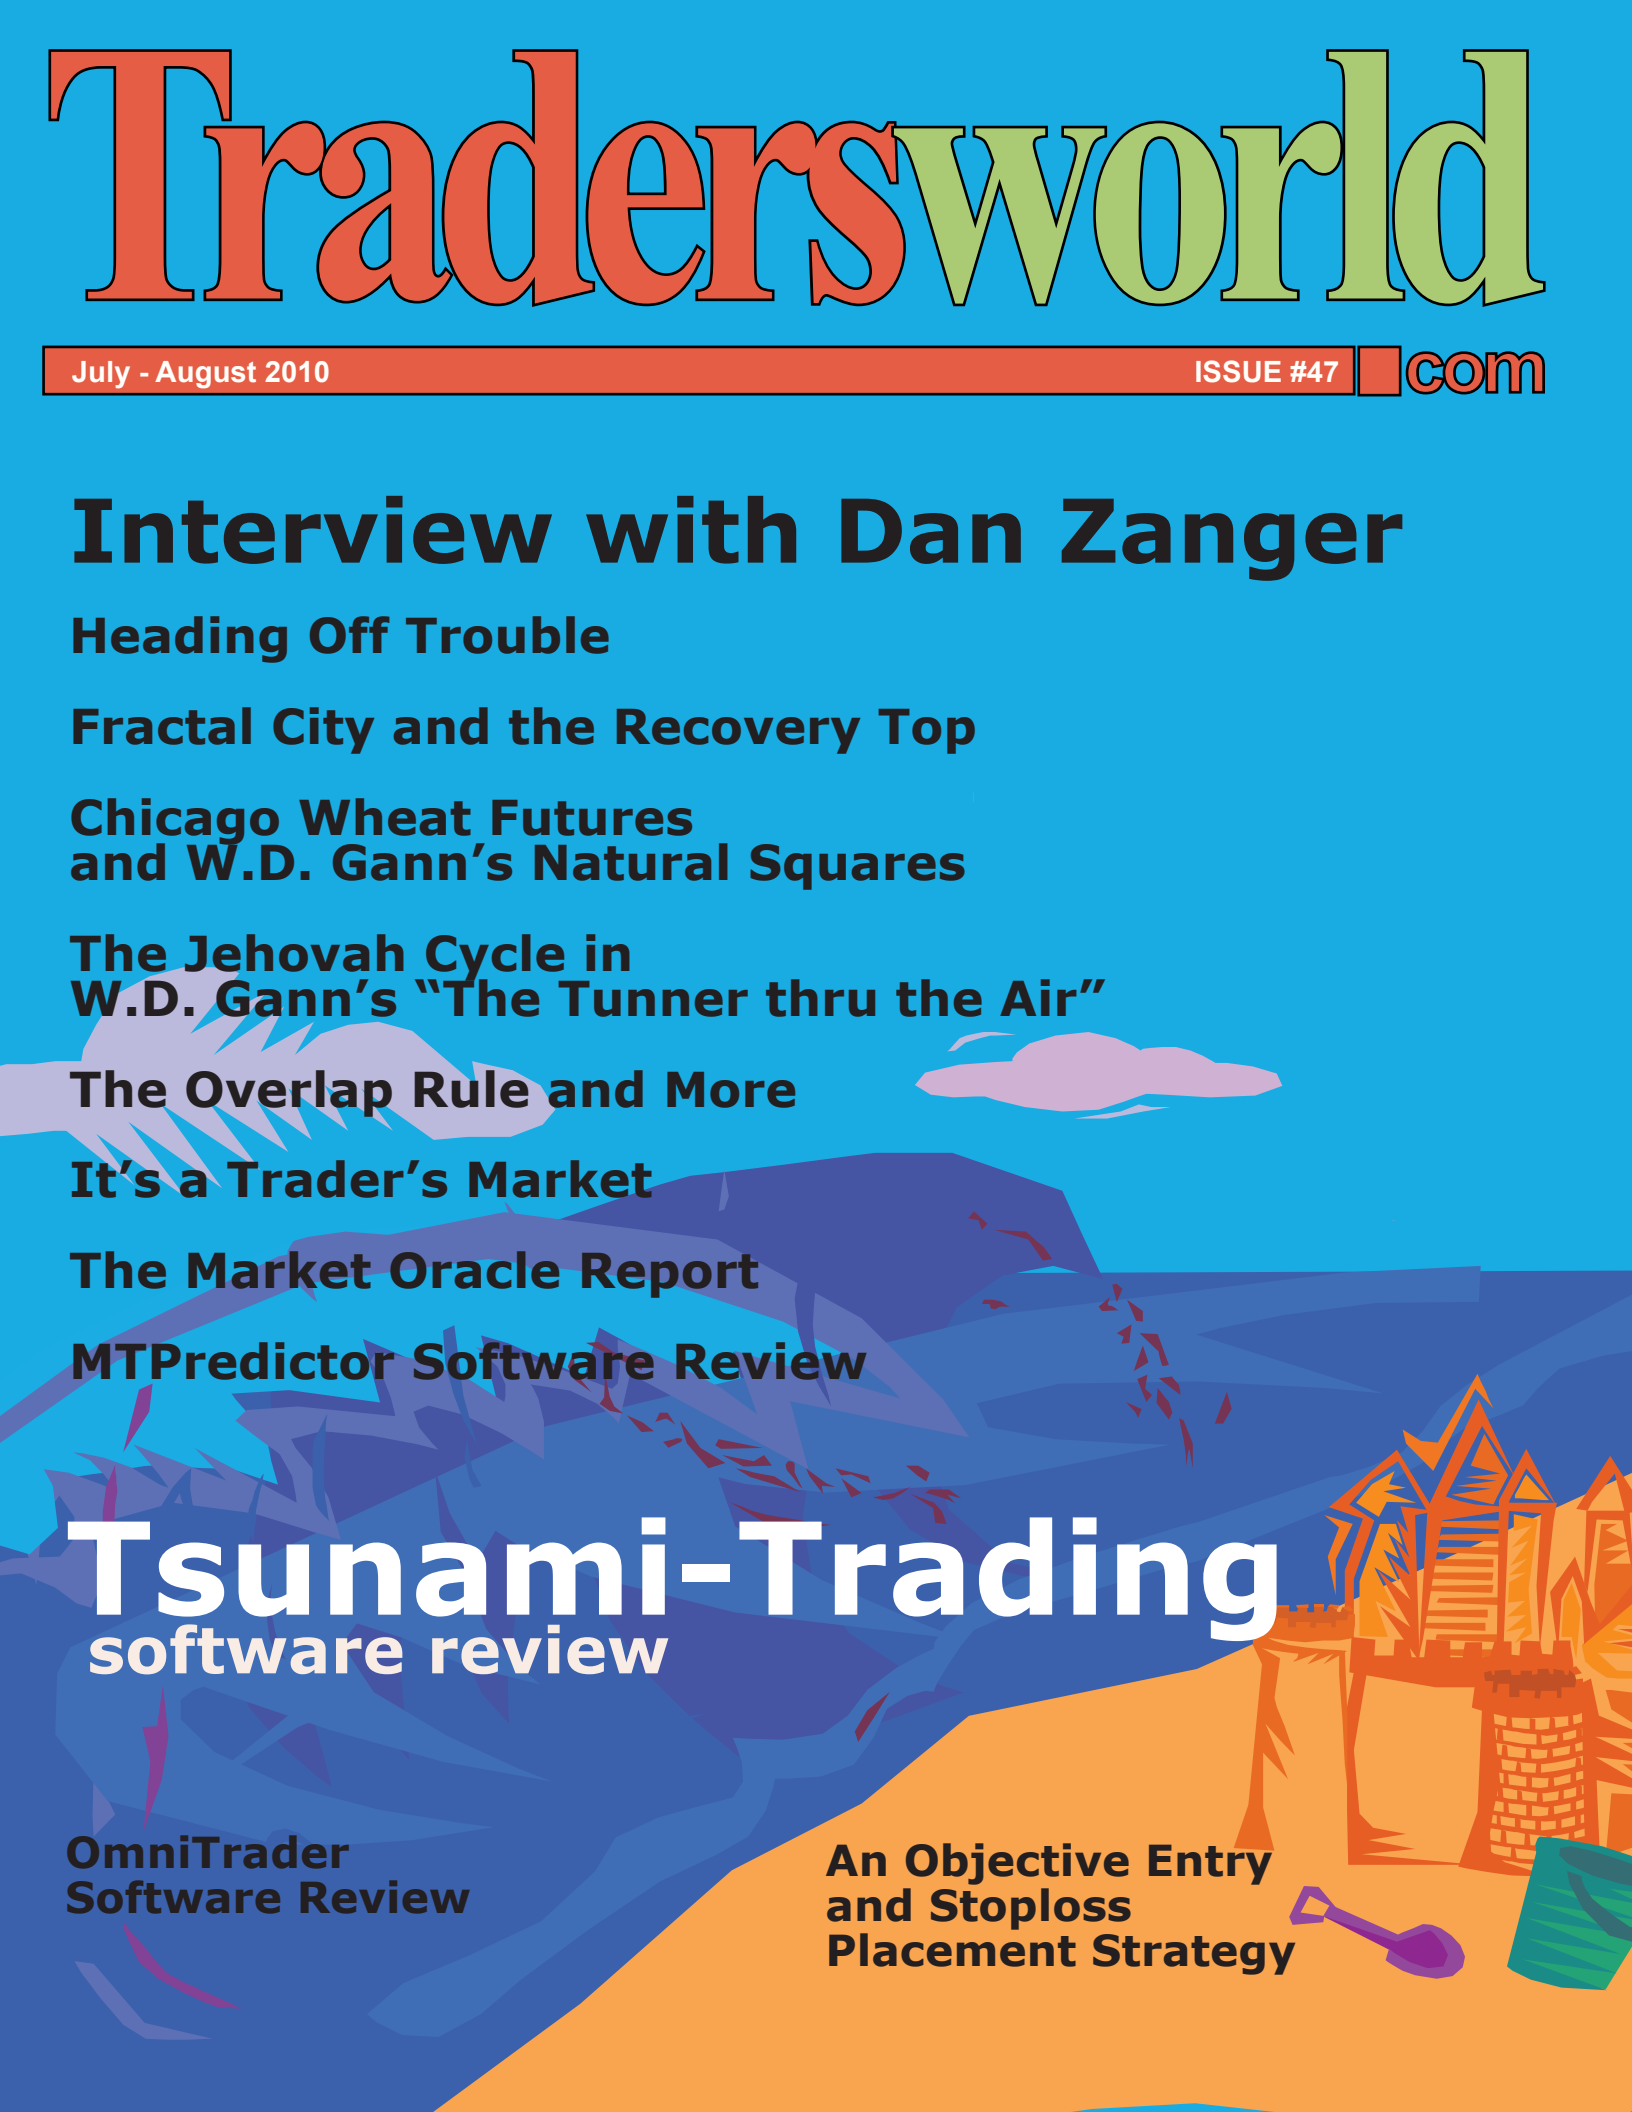 Tradersworld
July - August 2010 ISSUE #47 .com
Interview with Dan Zanger
Heading Off Trouble
Fractal City and the Recovery Top
Chicago Wheat Futures
and W.D. Gann’s Natural Squares
The Jehovah Cycle in
W.D. Gann’s “The Tunner thru the Air”
The Overlap Rule and More
It’s a Trader’s Market
The Market Oracle Report
MTPredictor Software Review
Tsunami-Trading
software review
OmniTrader
Software Review
An Objective Entry
and Stoploss
Placement Strategy